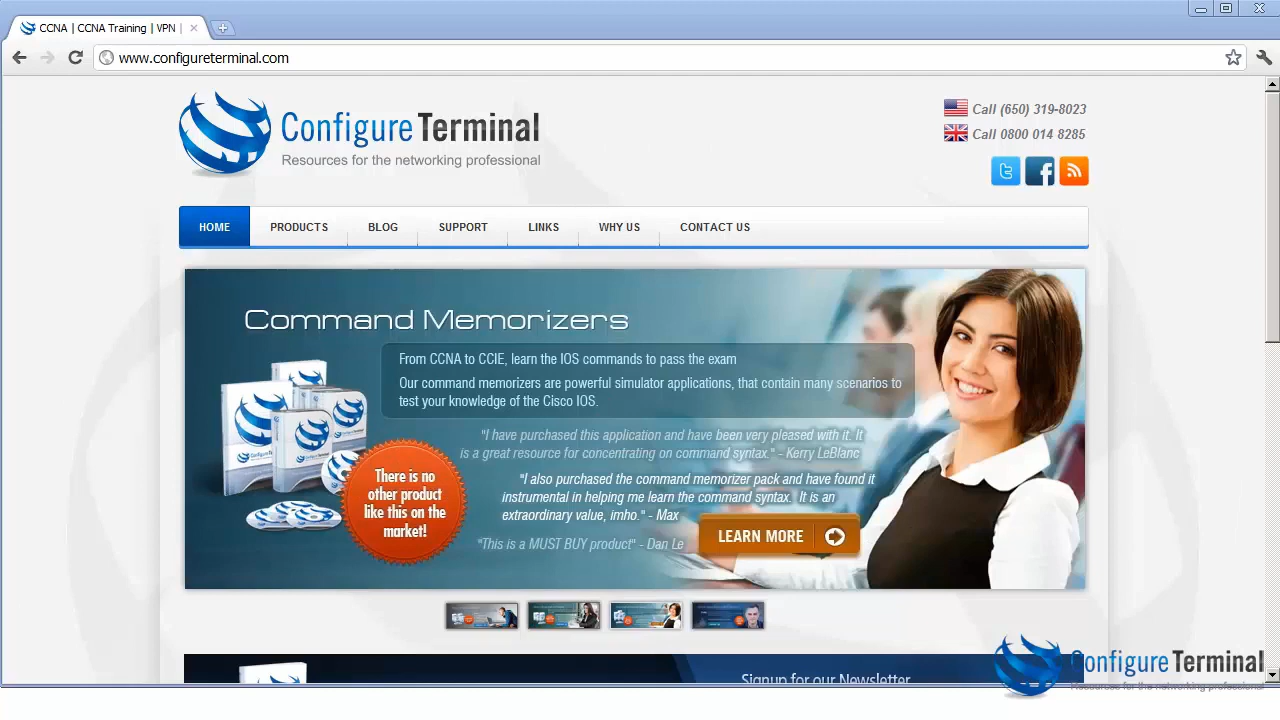 CCNA | CCNA Training | VPN |
www.configureterminal.com
Configure Terminal
Resources for the networking professional
Call (650) 319-8023
Call 0800 014 8285
HOME PRODUCTS BLOG SUPPORT LINKS WHY US CONTACT US
Command Memorizers
From CCNA to CCIE, learn the IOS commands to pass the exam
Our command memorizers are powerful simulator applications, that contain many scenarios to
test your knowledge of the Cisco IOS.
"I have purchased this application and have been very pleased with it. It
is a great resource for concentrating on command syntax." - Kerry LeBlanc
"I also purchased the command memorizer pack and have found it
instrumental in helping me learn the command syntax. It is an
extraordinary value, imho." - Max
"This is a MUST BUY product" - Dan Le
There is no
other product
like this on the
market!
LEARN MORE
Signup for our Newsletter
Configure Terminal
Resources for the networking professional